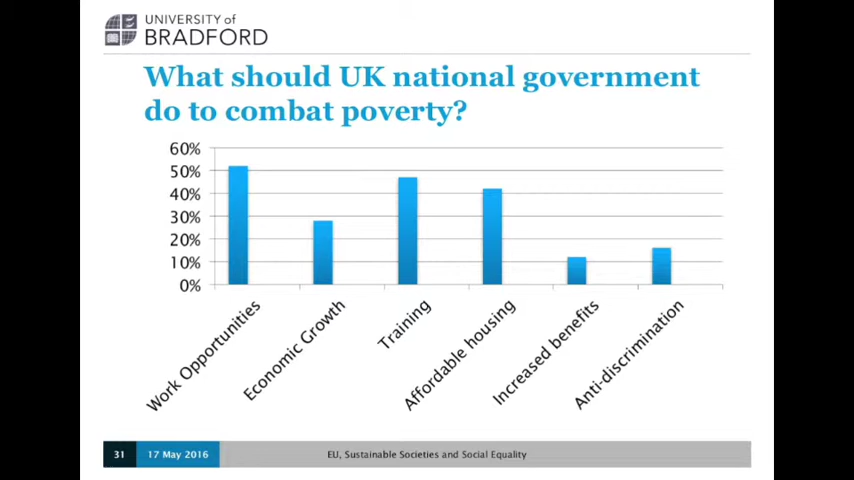 UNIVERSITY of
BRADFORD
What should UK national government
do to combat poverty?
60%
50%
40%
30%
20%
10%
0%
Work Opportunities
Economic Growth
Training
Affordable housing
Increased benefits
Anti-discrimination
31
17 May 2016
EU, Sustainable Societies and Social Equality